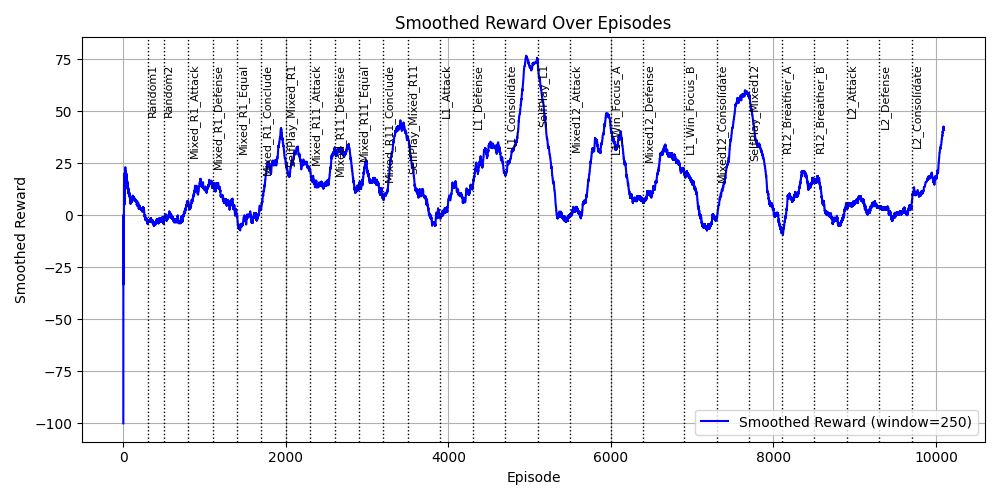 Smoothed Reward Over Episodes
Smoothed Reward
75
50
25
0
−25
−50
−75
−100
Random1
Random2
Mixed_R1_Attack
Mixed_R1_Defense
Mixed_R1_Equal
Mixed_R1_Conclude
SelfPlay_Mixed_R1
Mixed_R11_Attack
Mixed_R11_Defense
Mixed_R11_Equal
Mixed_R11_Conclude
SelfPlay_Mixed_R11
L1_Attack
L1_Defense
L1_Consolidate
SelfPlay_L1
Mixed12_Attack
L1_Win_Focus_A
Mixed12_Defense
L1_Win_Focus_B
Mixed12_Consolidate
SelfPlay_Mixed12
R12_Breather_A
R12_Breather_B
L2_Attack
L2_Defense
L2_Consolidate
Smoothed Reward (window=250)
0
2000
4000
6000
8000
10000
Episode